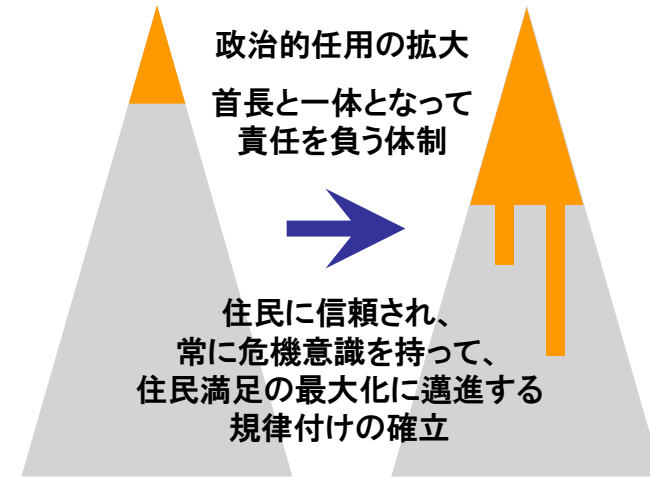 政治的任用の拡大
首長と一体となって
責任を負う体制
住民に信頼され、
常に危機意識を持って、
住民満足の最大化に邁進する
規律付けの確立